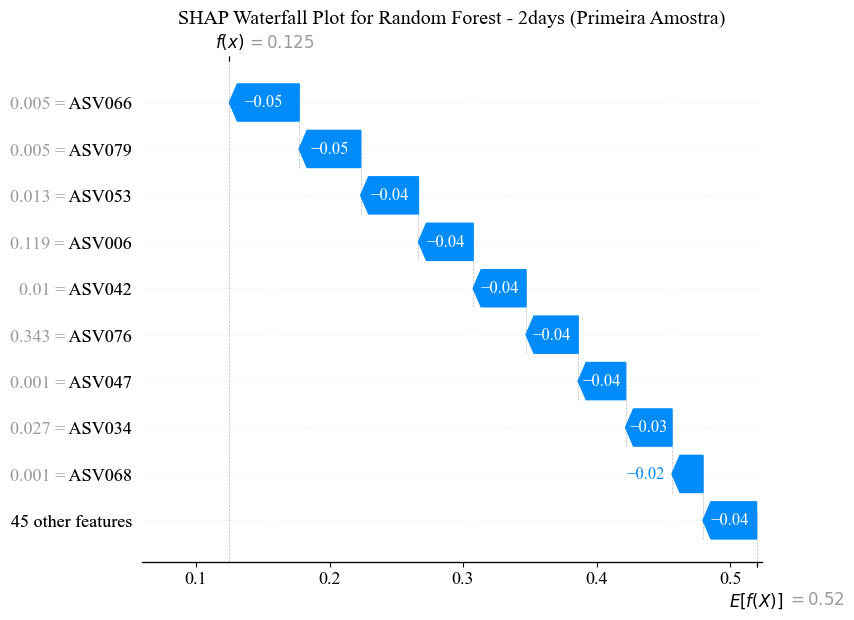 SHAP Waterfall Plot for Random Forest - 2days (Primeira Amostra)
f(x) = 0.125
0.005 = ASV066 −0.05
0.005 = ASV079 −0.05
0.013 = ASV053 −0.04
0.119 = ASV006 −0.04
0.01 = ASV042 −0.04
0.343 = ASV076 −0.04
0.001 = ASV047 −0.04
0.027 = ASV034 −0.03
0.001 = ASV068 −0.02
45 other features −0.04
0.1 0.2 0.3 0.4 0.5
E[f(X)] = 0.52